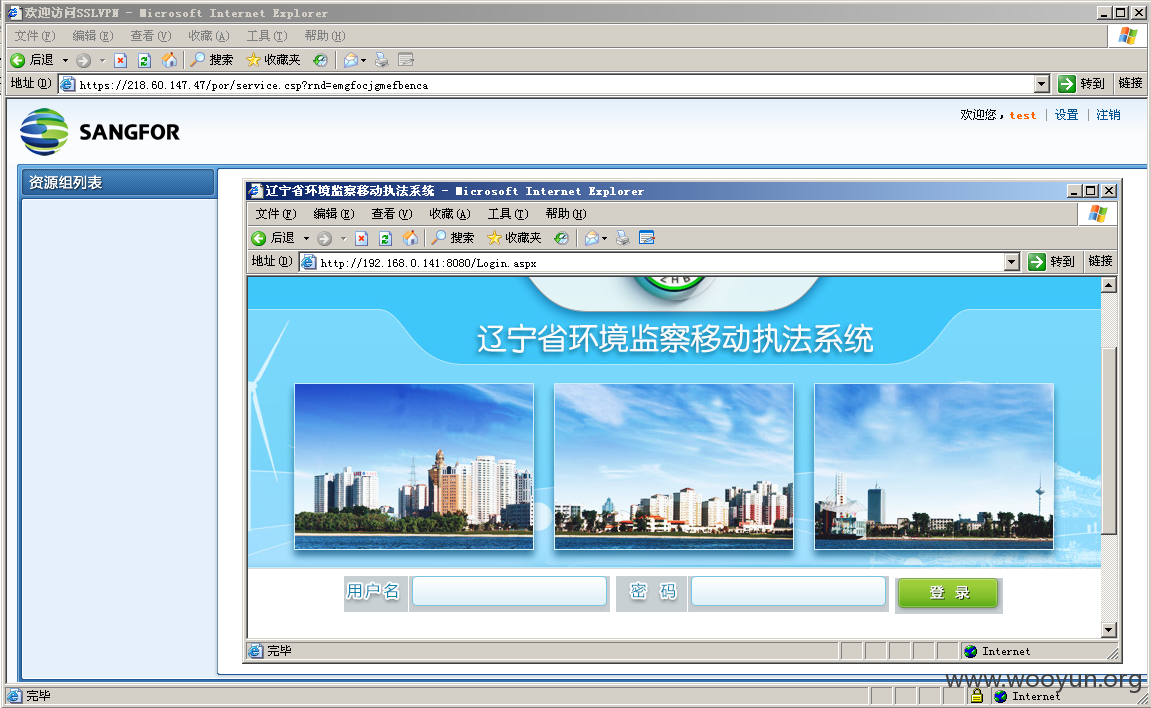 欢迎访问SSLVPN - Microsoft Internet Explorer
文件(F) 编辑(E) 查看(V) 收藏(A) 工具(T) 帮助(H)
后退 搜索 收藏夹
地址(D) https://218.60.147.47/por/service.csp?rnd=emgfocjgmefbenca 转到 链接
SANGFOR
欢迎您，test | 设置 | 注销
资源组列表
辽宁省环境监察移动执法系统 - Microsoft Internet Explorer
文件(F) 编辑(E) 查看(V) 收藏(A) 工具(T) 帮助(H)
后退 搜索 收藏夹
地址(D) http://192.168.0.141:8080/Login.aspx 转到 链接
ZHB
辽宁省环境监察移动执法系统
用户名 密 码 登 录
完毕 Internet
www.wooyun.org
完毕 Internet